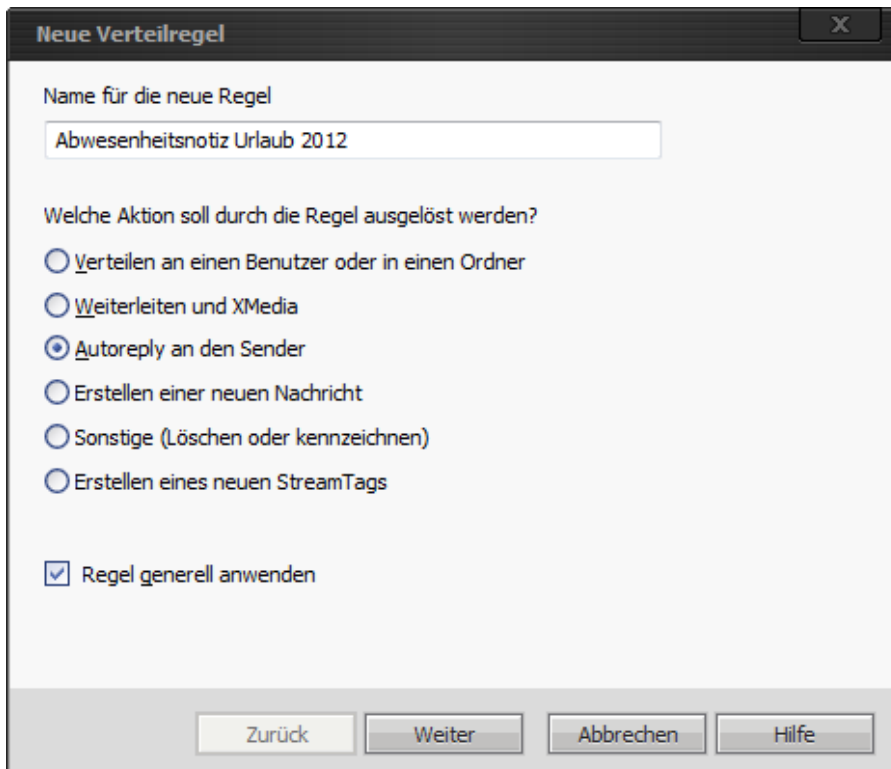 Neue Verteilregel
X
Name für die neue Regel
Abwesenheitsnotiz Urlaub 2012
Welche Aktion soll durch die Regel ausgelöst werden?
Verteilen an einen Benutzer oder in einen Ordner
Weiterleiten und XMedia
Autoreply an den Sender
Erstellen einer neuen Nachricht
Sonstige (Löschen oder kennzeichnen)
Erstellen eines neuen StreamTags
Regel generell anwenden
Zurück Weiter Abbrechen Hilfe